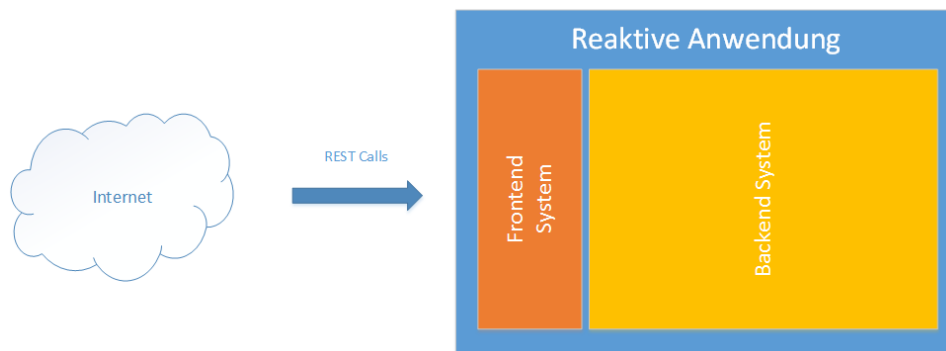 Reaktive Anwendung
REST Calls
Internet
Frontend
System
Backend System